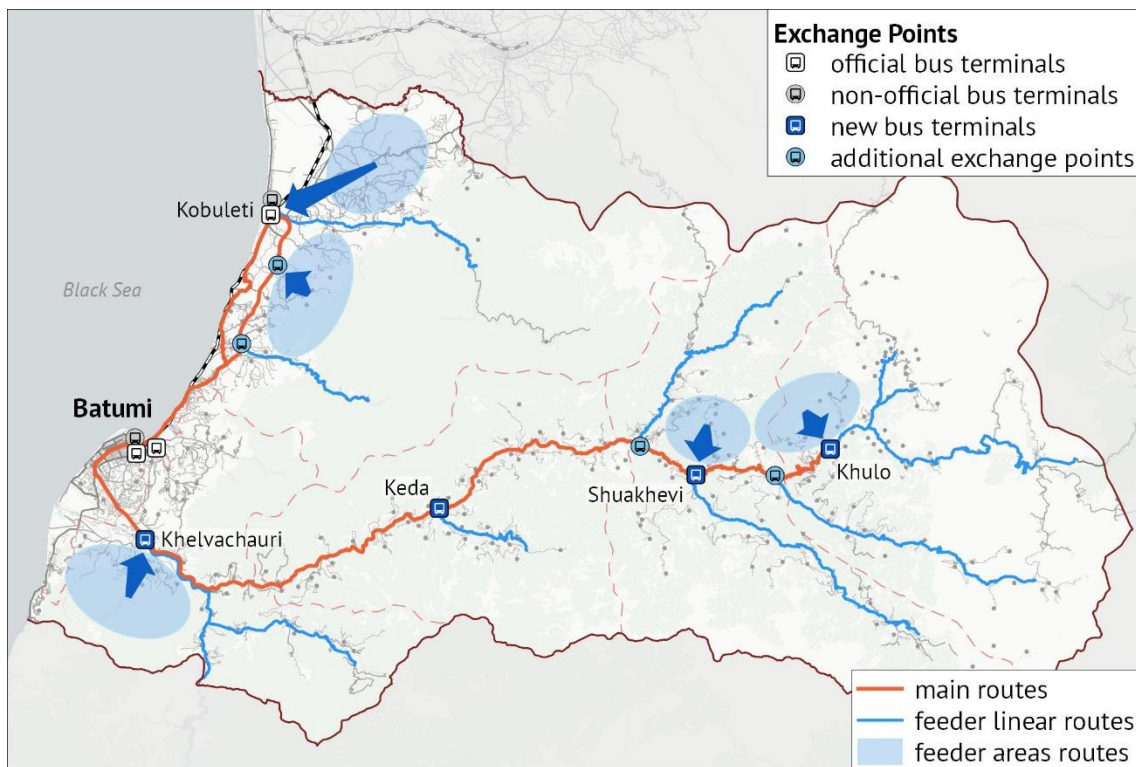 Exchange Points
official bus terminals
non-official bus terminals
new bus terminals
additional exchange points
Kobuleti
Black Sea
Batumi
Keda
Shuakhevi
Khulo
Khelvachauri
main routes
feeder linear routes
feeder areas routes